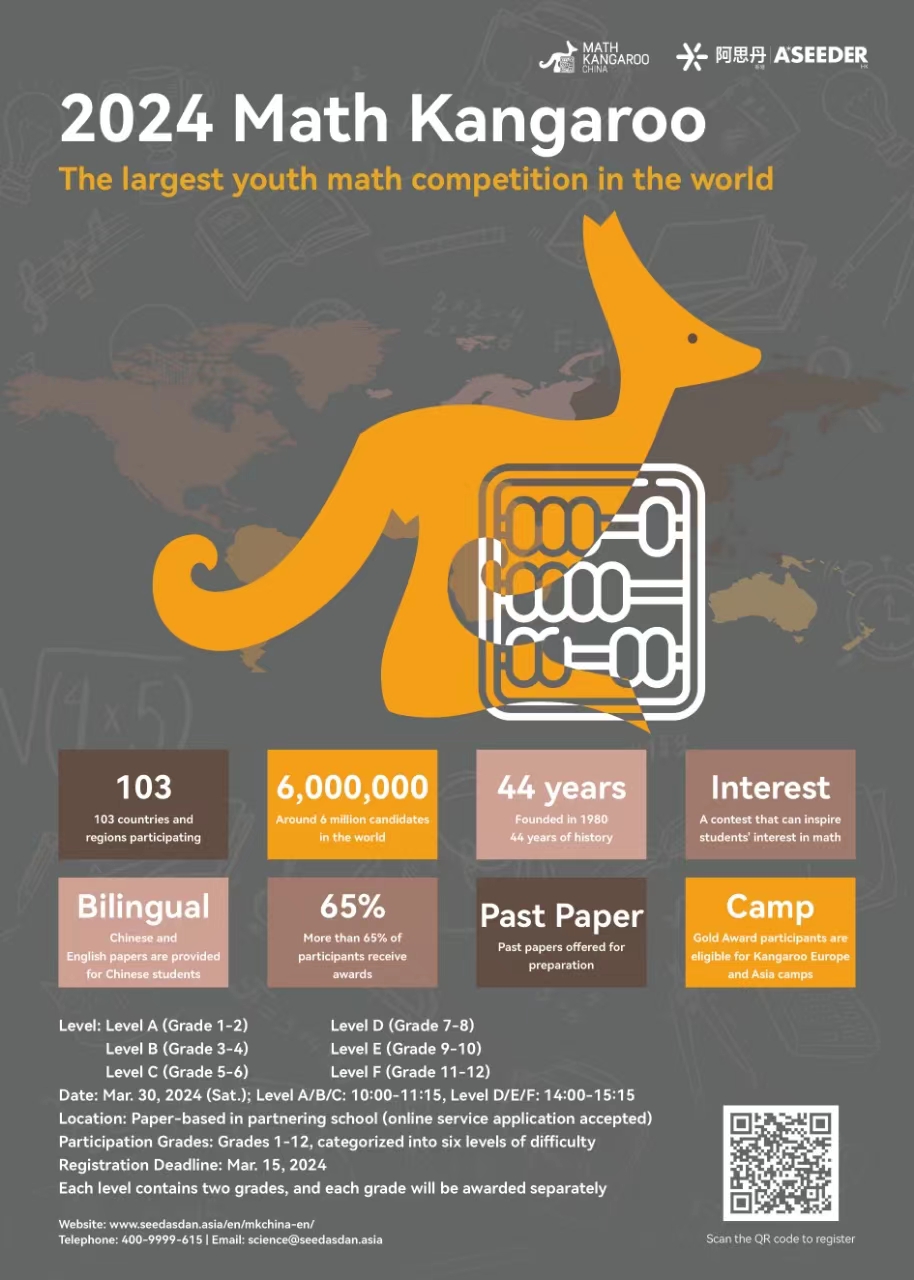 MATH
KANGAROO
CHINA
阿思丹 ASEEDER
2024 Math Kangaroo
The largest youth math competition in the world
103
103 countries and
regions participating
6,000,000
Around 6 million candidates
in the world
44 years
Founded in 1980
44 years of history
Interest
A contest that can inspire
students' interest in math
Bilingual
Chinese and
English papers are provided
for Chinese students
65%
More than 65% of
participants receive
awards
Past Paper
Past papers offered for
preparation
Camp
Gold Award participants are
eligible for Kangaroo Europe
and Asia camps
Level: Level A (Grade 1-2) Level D (Grade 7-8)
Level B (Grade 3-4) Level E (Grade 9-10)
Level C (Grade 5-6) Level F (Grade 11-12)
Date: Mar. 30, 2024 (Sat.); Level A/B/C: 10:00-11:15, Level D/E/F: 14:00-15:15
Location: Paper-based in partnering school (online service application accepted)
Participation Grades: Grades 1-12, categorized into six levels of difficulty
Registration Deadline: Mar. 15, 2024
Each level contains two grades, and each grade will be awarded separately
Website: www.seedasdan.asia/en/mkchina-en/
Telephone: 400-9999-615 | Email: science@seedasdan.asia
Scan the QR code to register